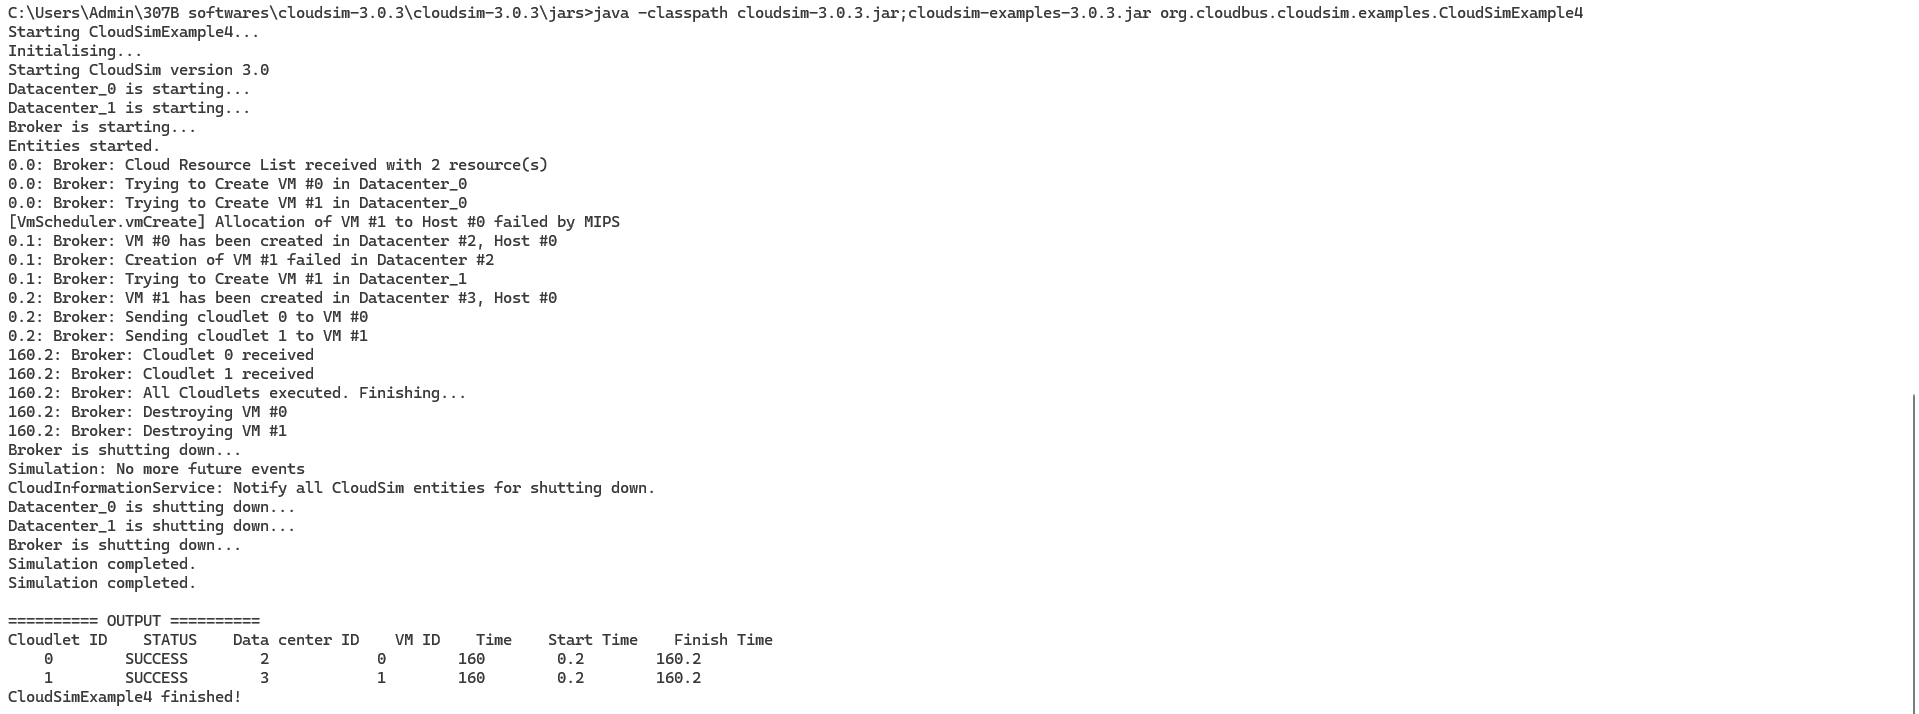 C:\Users\Admin\307B softwares\cloudsim-3.0.3\cloudsim-3.0.3\jars>java -classpath cloudsim-3.0.3.jar;cloudsim-examples-3.0.3.jar org.cloudbus.cloudsim.examples.CloudSimExample4
Starting CloudSimExample4...
Initialising...
Starting CloudSim version 3.0
Datacenter_0 is starting...
Datacenter_1 is starting...
Broker is starting...
Entities started.
0.0: Broker: Cloud Resource List received with 2 resource(s)
0.0: Broker: Trying to Create VM #0 in Datacenter_0
0.0: Broker: Trying to Create VM #1 in Datacenter_0
[VmScheduler.vmCreate] Allocation of VM #1 to Host #0 failed by MIPS
0.1: Broker: VM #0 has been created in Datacenter #2, Host #0
0.1: Broker: Creation of VM #1 failed in Datacenter #2
0.1: Broker: Trying to Create VM #1 in Datacenter_1
0.2: Broker: VM #1 has been created in Datacenter #3, Host #0
0.2: Broker: Sending cloudlet 0 to VM #0
0.2: Broker: Sending cloudlet 1 to VM #1
160.2: Broker: Cloudlet 0 received
160.2: Broker: Cloudlet 1 received
160.2: Broker: All Cloudlets executed. Finishing...
160.2: Broker: Destroying VM #0
160.2: Broker: Destroying VM #1
Broker is shutting down...
Simulation: No more future events
CloudInformationService: Notify all CloudSim entities for shutting down.
Datacenter_0 is shutting down...
Datacenter_1 is shutting down...
Broker is shutting down...
Simulation completed.
Simulation completed.

========== OUTPUT ==========
Cloudlet ID    STATUS    Data center ID    VM ID    Time    Start Time    Finish Time
    0        SUCCESS        2            0        160        0.2        160.2
    1        SUCCESS        3            1        160        0.2        160.2
CloudSimExample4 finished!